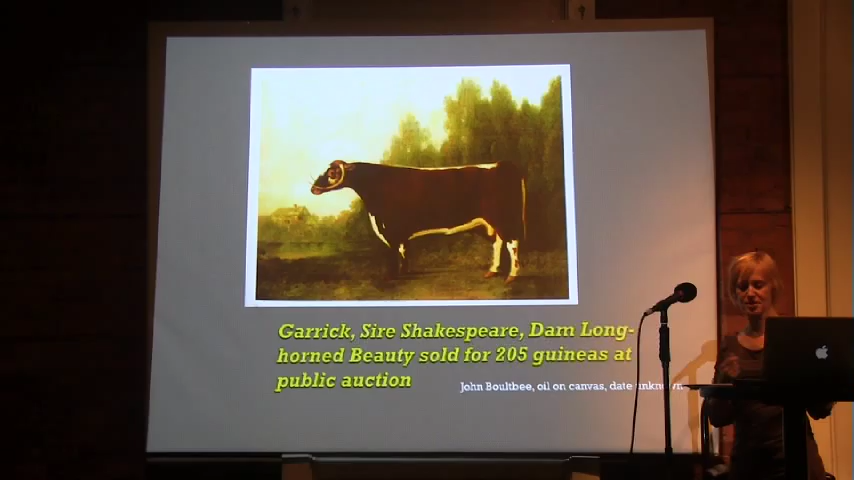 Garrick, Sire Shakespeare, Dam Long-
horned Beauty sold for 205 guineas at
public auction
John Boultbee, oil on canvas, date unknown